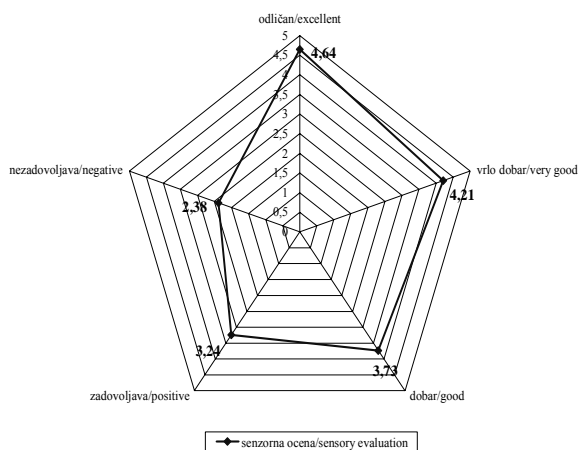 odličan/excellent
5
4,64
4,5
4
3,5
3
2,5
2
1,5
1
0,5
0
nezadovoljava/negative
vrlo dobar/very good
4,21
2,38
3,24
3,73
zadovoljava/positive
dobar/good
senzorna ocena/sensory evaluation